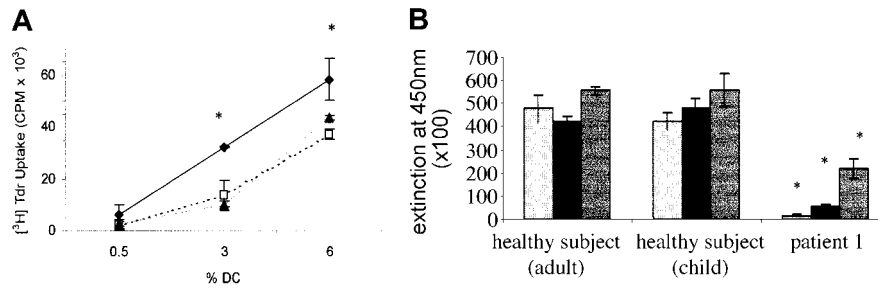 A
*
*
[³H] Tdr Uptake (CPM x 10³)
60
40
20
0
0.5
3
6
% DC
B
extinction at 450nm
(x100)
700
600
500
400
300
200
100
0
*
*
*
healthy subject
(adult)
healthy subject
(child)
patient 1